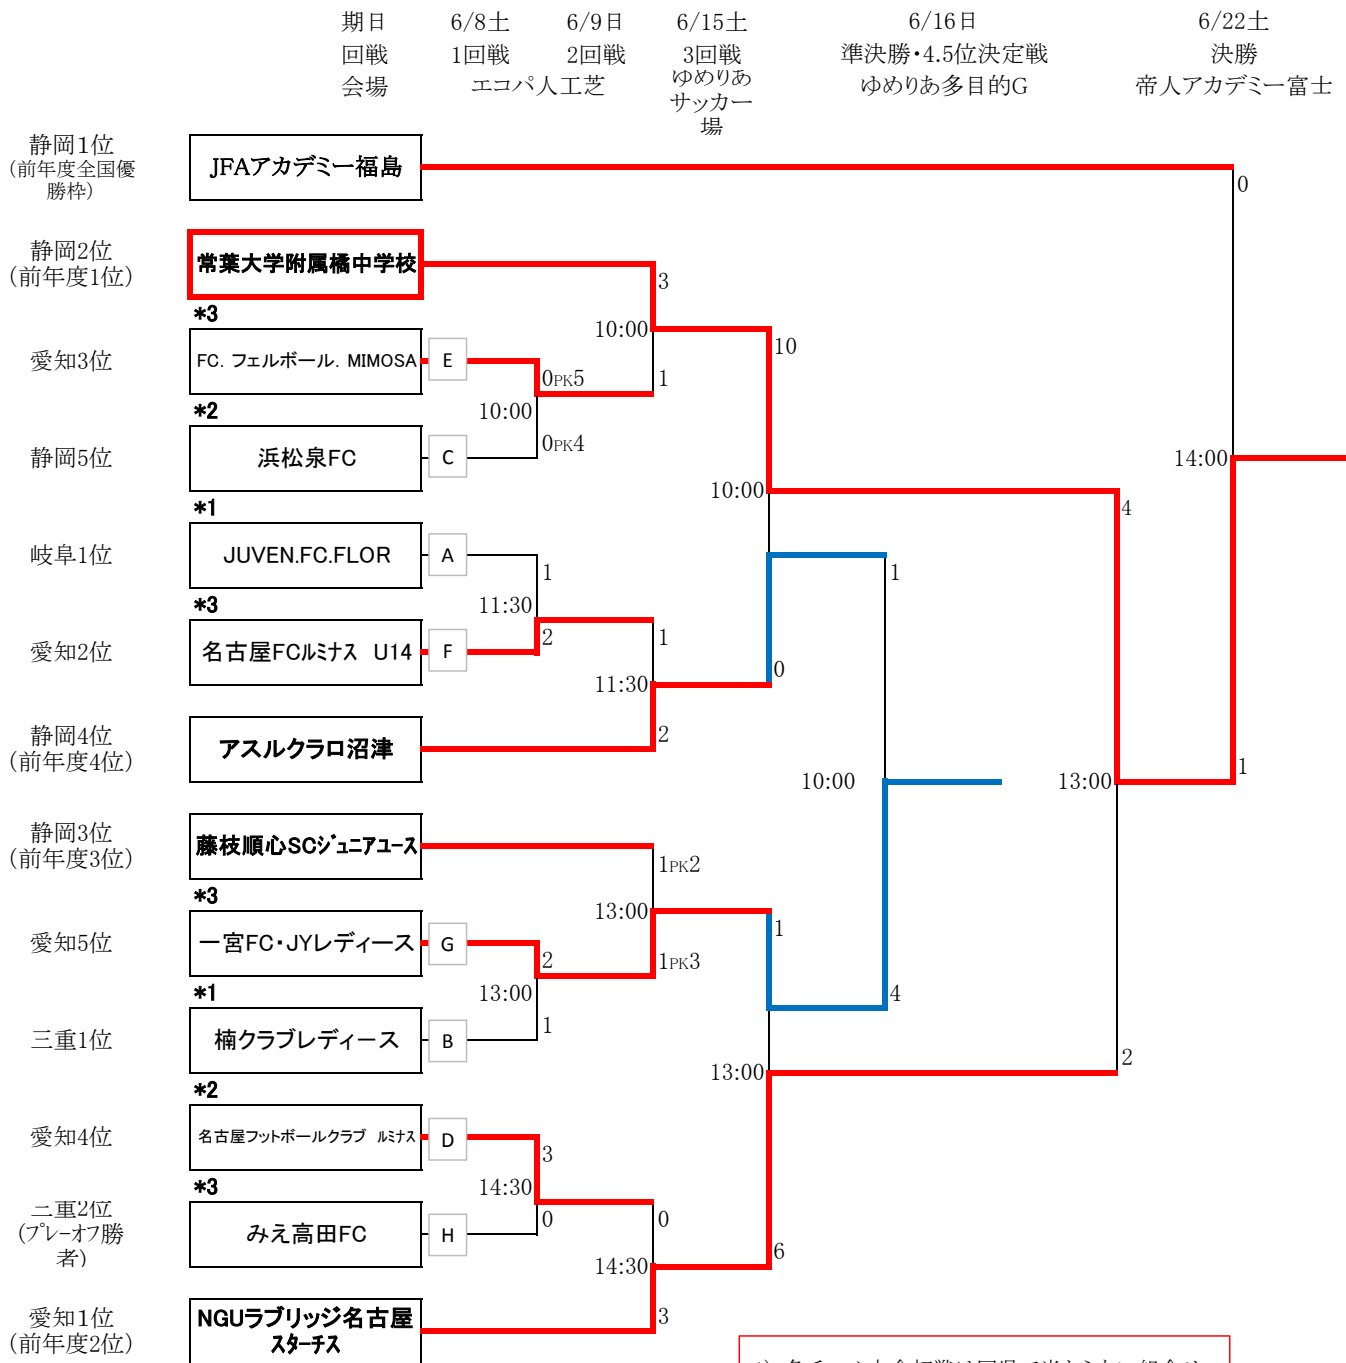 期日 6/8土 6/9日 6/15土 6/16日 6/22土
回戦 1回戦 2回戦 3回戦 準決勝・4.5位決定戦 決勝
会場 エコパ人工芝 ゆめりあ ゆめりあ多目的G 帝人アカデミー富士
サッカー
場
静岡1位
(前年度全国優
勝枠)
JFAアカデミー福島
0
静岡2位
(前年度1位)
常葉大学附属橘中学校
3
*3
10:00
10
愛知3位
FC. フェルボール. MIMOSA
E
0PK5
1
*2
10:00
静岡5位
浜松泉FC
C
0PK4
14:00
*1
10:00
4
岐阜1位
JUVEN.FC.FLOR
A
1
1
*3
11:30
愛知2位
名古屋FCルミナス U14
F
2
1
0
11:30
静岡4位
(前年度4位)
アスルクラロ沼津
2
10:00
13:00
1
静岡3位
(前年度3位)
藤枝順心SCジュニアユース
1PK2
*3
13:00
1
愛知5位
一宮FC・JYレディース
G
2
1PK3
*1
13:00
4
三重1位
楠クラブレディース
B
1
2
*2
13:00
愛知4位
名古屋フットボールクラブ ルミナス
D
3
*3
14:30
三重2位
(プレーオフ勝
者)
みえ高田FC
H
0
0
6
14:30
愛知1位
(前年度2位)
NGUラブリッジ名古屋
スターチス
3